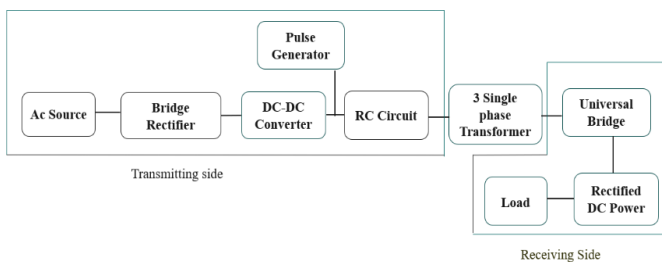 Pulse
Generator
Ac Source
Bridge
Rectifier
DC-DC
Converter
RC Circuit
3 Single
phase
Transformer
Universal
Bridge
Transmitting side
Load
Rectified
DC Power
Receiving Side